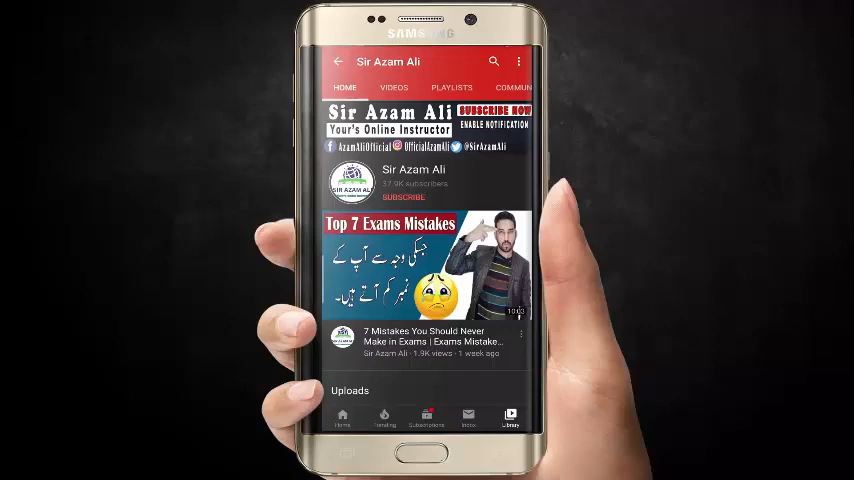 SAMSUNG
Sir Azam Ali
HOME VIDEOS PLAYLISTS COMMUN
Sir Azam Ali
Your's Online Instructor
SUBSCRIBE NOW
ENABLE NOTIFICATION
AzamAliOfficial OfficialAzamAli @SirAzamAli
SIR AZAM ALI
Sir Azam Ali
37.9K subscribers
SUBSCRIBE
Top 7 Exams Mistakes
جسکی وجہ سے آپ کے
نمبر کم آتے ہیں۔
10:03
7 Mistakes You Should Never
Make in Exams | Exams Mistake...
Sir Azam Ali · 1.9K views · 1 week ago
Uploads
Home Trending Subscriptions Inbox Library